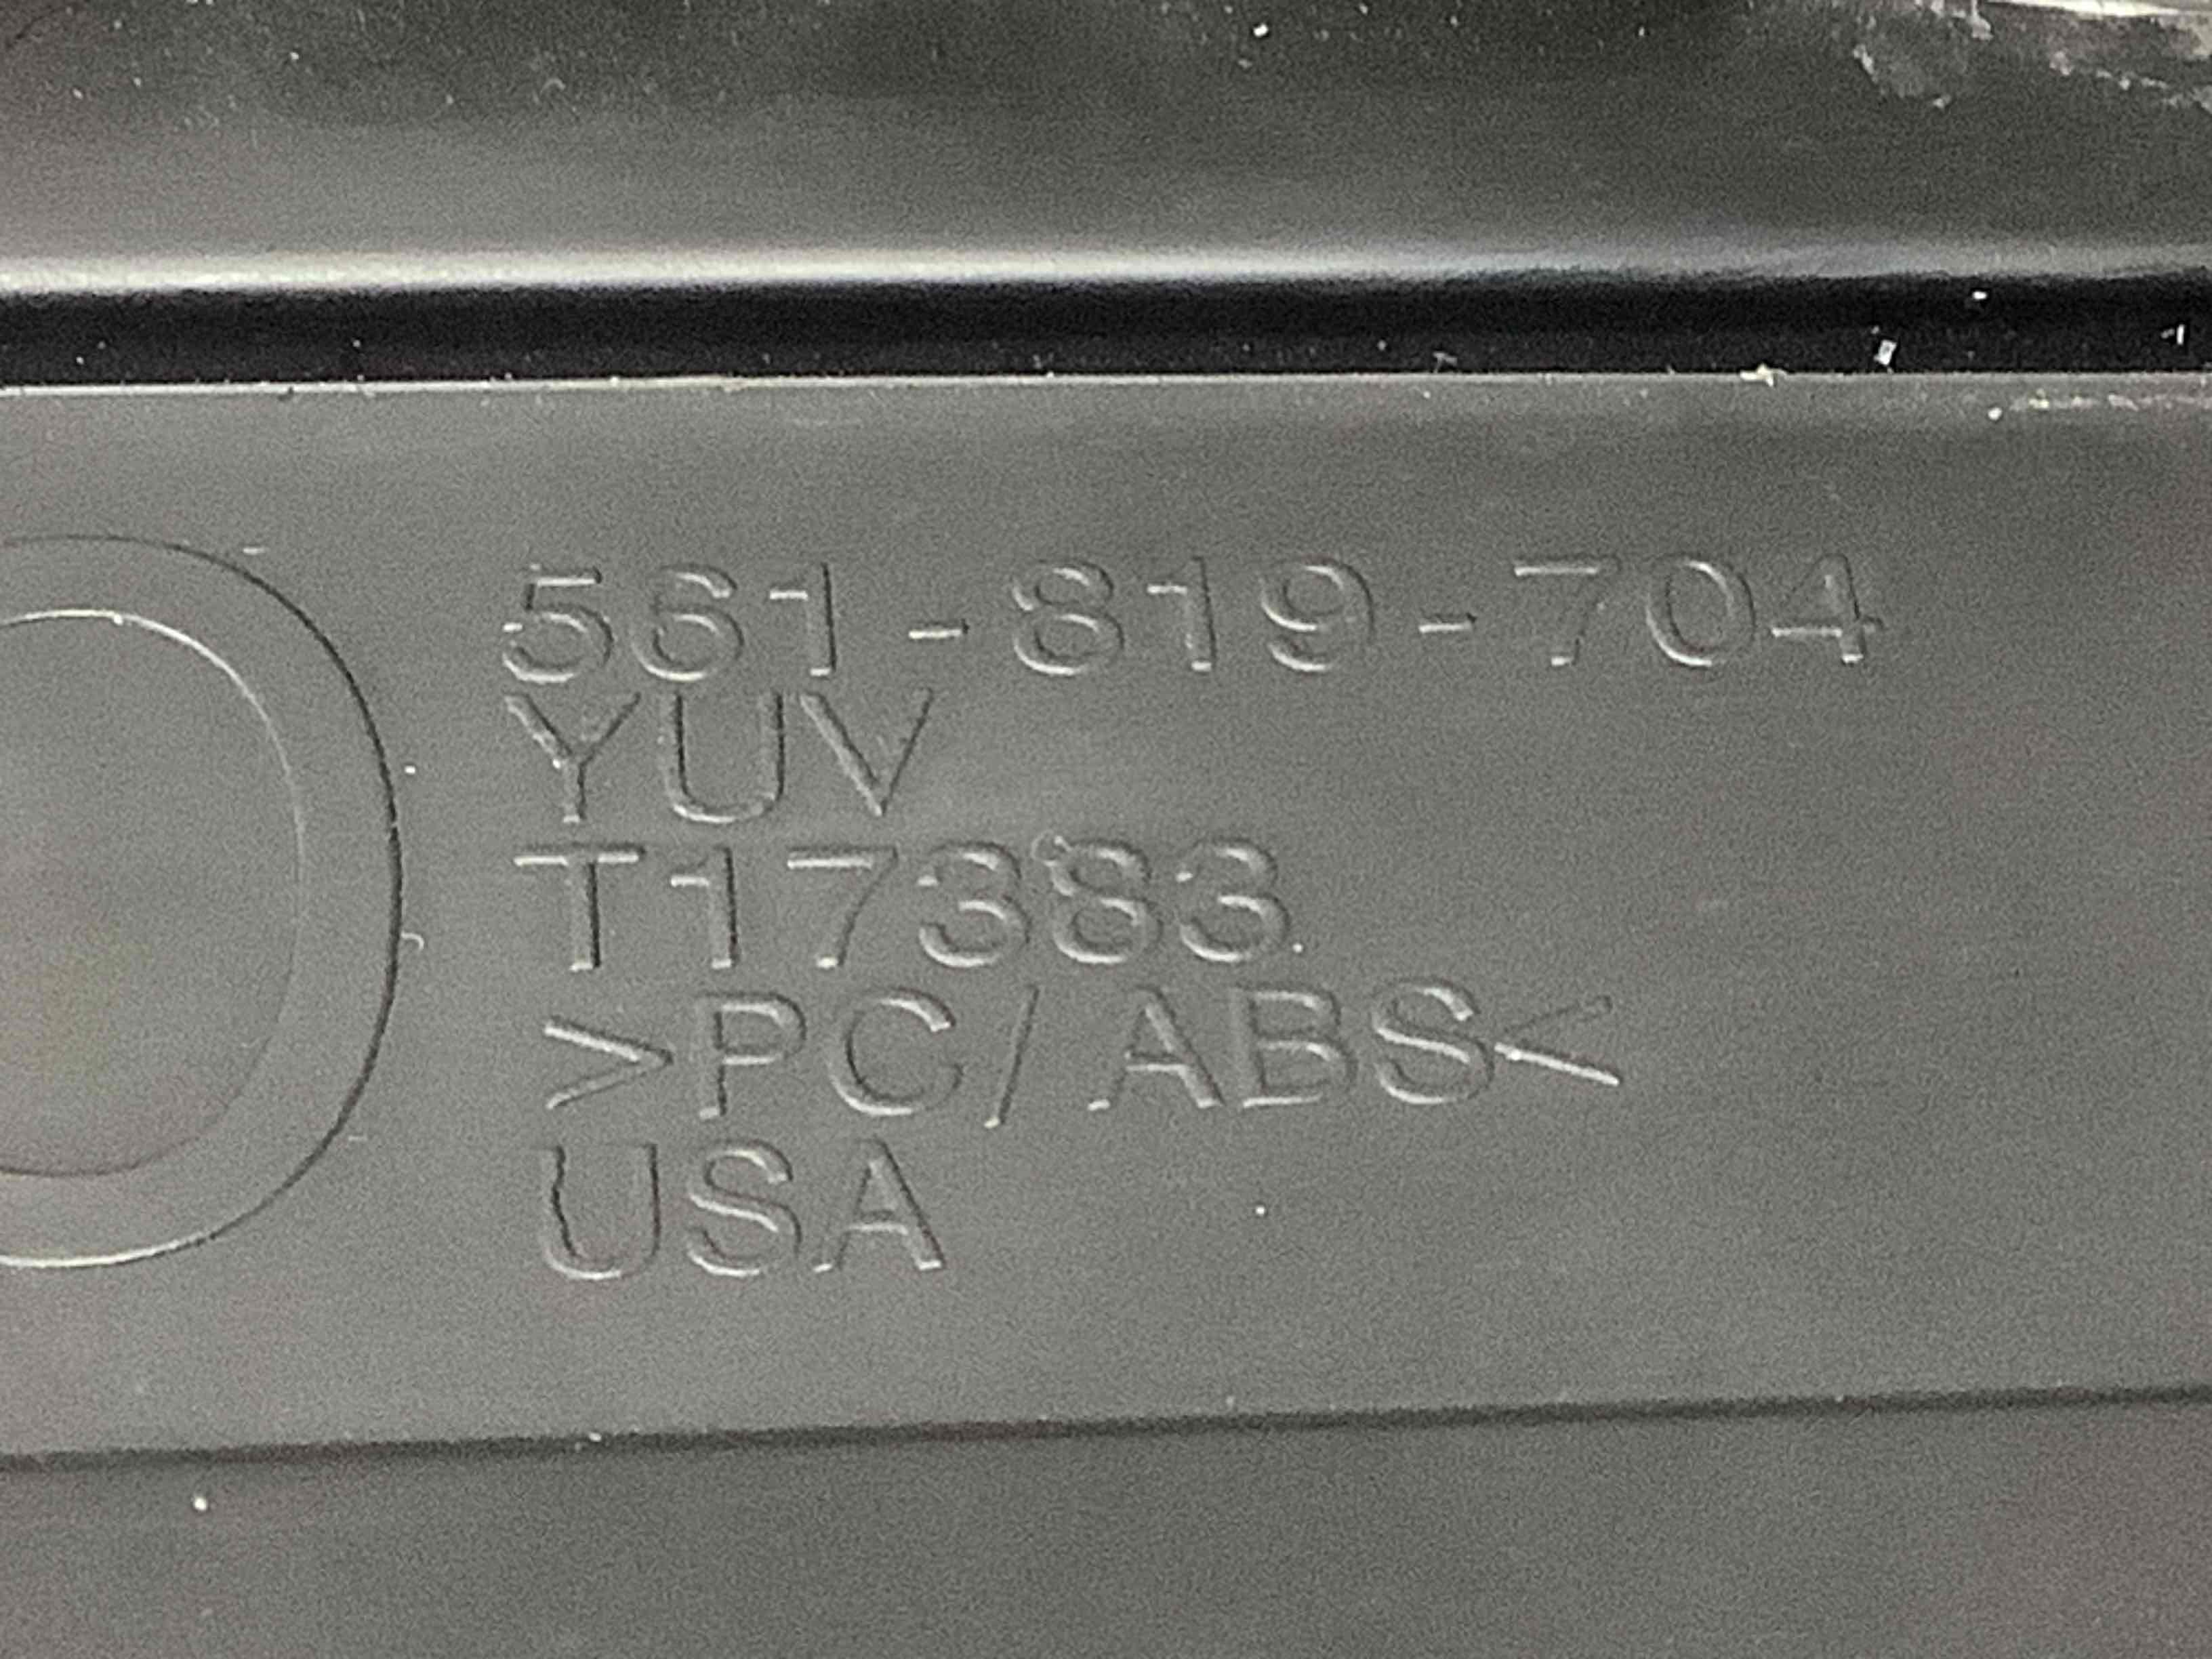 561-819-704
YUV
T17383
>PC/ABS<
USA